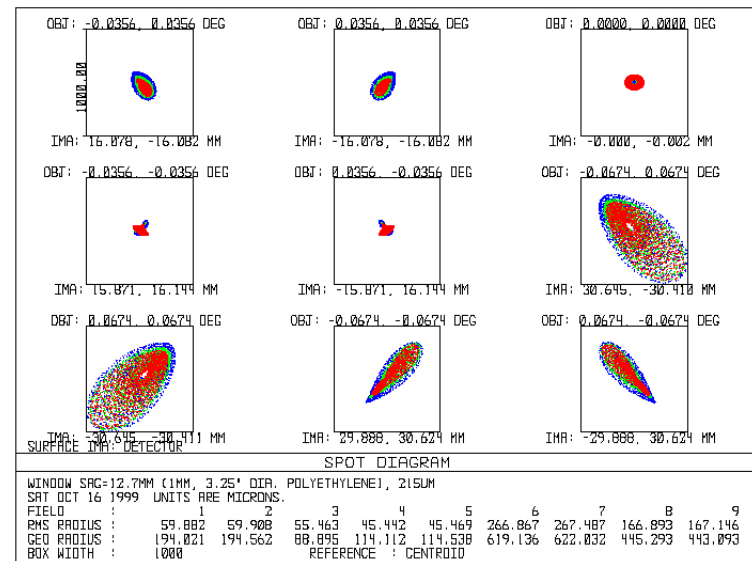 OBJ: -0.0356, 0.0356 DEG
OBJ: 0.0356, 0.0356 DEG
OBJ: 0.0000, 0.0000 DEG
1000.00
IMA: 16.078, -16.082 MM
IMA: -16.078, -16.082 MM
IMA: -0.000, -0.002 MM
OBJ: -0.0356, -0.0356 DEG
OBJ: 0.0356, -0.0356 DEG
OBJ: -0.0674, 0.0674 DEG
IMA: 15.871, 16.144 MM
IMA: -15.871, 16.144 MM
IMA: 30.645, -30.410 MM
OBJ: 0.0674, 0.0674 DEG
OBJ: -0.0674, -0.0674 DEG
OBJ: 0.0674, -0.0674 DEG
IMA: -30.645, -30.411 MM
IMA: 29.888, 30.624 MM
IMA: -29.888, 30.624 MM
SURFACE IMA: DETECTOR
SPOT DIAGRAM
WINDOW SAG=12.7MM (1MM, 3.25" DIA. POLYETHYLENE), 215UM
SAT OCT 16 1999 UNITS ARE MICRONS.
FIELD : 1 2 3 4 5 6 7 8 9
RMS RADIUS : 59.882 59.908 55.463 45.442 45.469 266.867 267.487 166.893 167.146
GEO RADIUS : 194.021 194.562 88.895 114.112 114.538 619.136 622.032 445.293 443.093
BOX WIDTH : 1000 REFERENCE : CENTROID